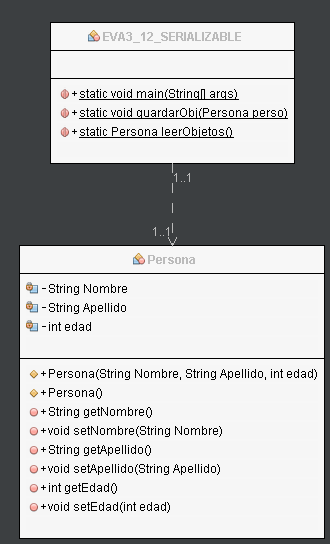 EVA3_12_SERIALIZABLE
+ static void main(String[] args)
+ static void guardarObj(Persona perso)
+ static Persona leerObjetos()
1..1
1..1
Persona
- String Nombre
- String Apellido
- int edad
+ Persona(String Nombre, String Apellido, int edad)
+ Persona()
+ String getNombre()
+ void setNombre(String Nombre)
+ String getApellido()
+ void setApellido(String Apellido)
+ int getEdad()
+ void setEdad(int edad)